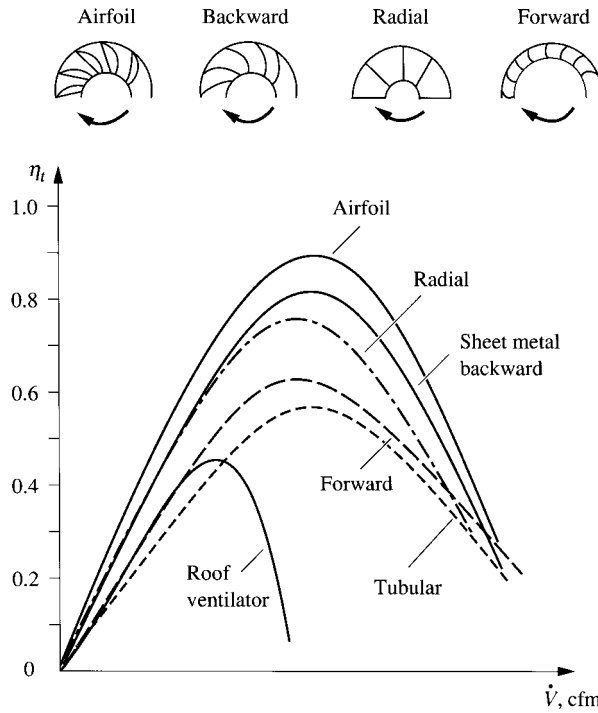 Airfoil
Backward
Radial
Forward
ηt
1.0
Airfoil
Radial
0.8
Sheet metal
backward
0.6
Forward
0.4
Roof
ventilator
Tubular
0.2
0
V̇, cfm